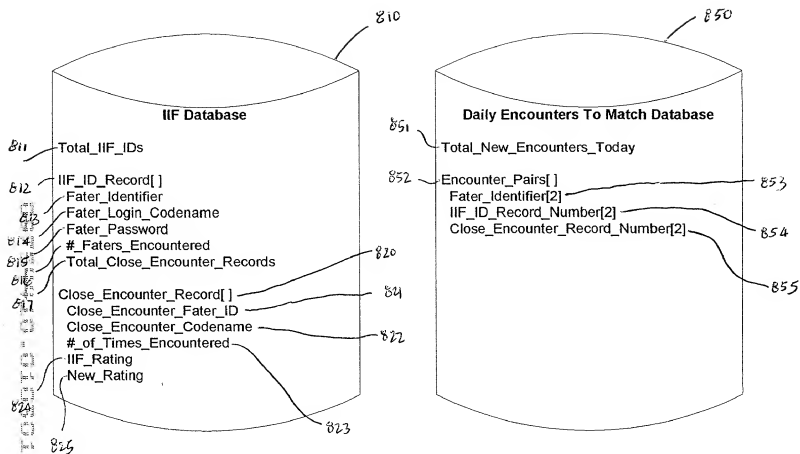 810
850
IIF Database
Daily Encounters To Match Database
811
Total_IIF_IDs
851
Total_New_Encounters_Today
812
IIF_ID_Record[ ]
852
Encounter_Pairs[ ]
813
Fater_Identifier
Fater_Identifier[2]
853
814
Fater_Login_Codename
IIF_ID_Record_Number[2]
854
815
Fater_Password
Close_Encounter_Record_Number[2]
855
816
#_Faters_Encountered
817
Total_Close_Encounter_Records
820
Close_Encounter_Record[ ]
821
Close_Encounter_Fater_ID
Close_Encounter_Codename
822
#_of_Times_Encountered
823
824
IIF_Rating
825
New_Rating